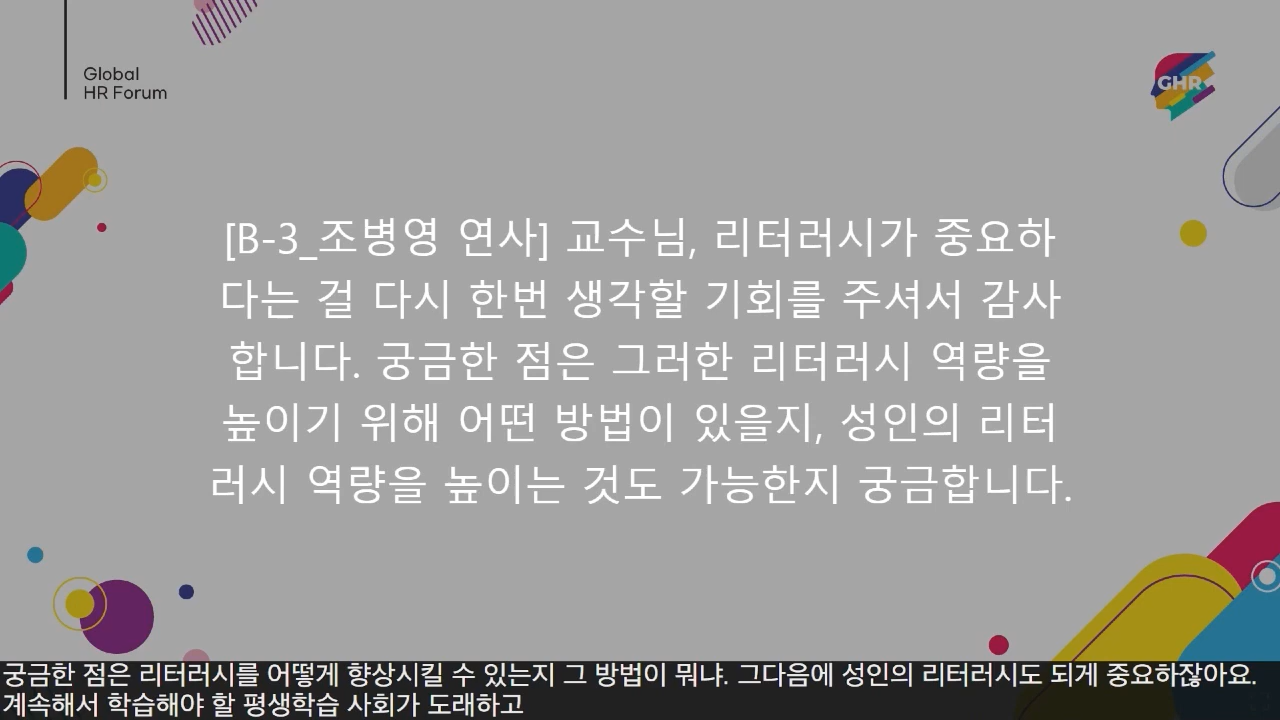 Global
HR Forum
GHR
[B-3_조병영 연사] 교수님, 리터러시가 중요하
다는 걸 다시 한번 생각할 기회를 주셔서 감사
합니다. 궁금한 점은 그러한 리터러시 역량을
높이기 위해 어떤 방법이 있을지, 성인의 리터
러시 역량을 높이는 것도 가능한지 궁금합니다.
궁금한 점은 리터러시를 어떻게 향상시킬 수 있는지 그 방법이 뭐냐. 그다음에 성인의 리터러시도 되게 중요하잖아요.
계속해서 학습해야 할 평생학습 사회가 도래하고